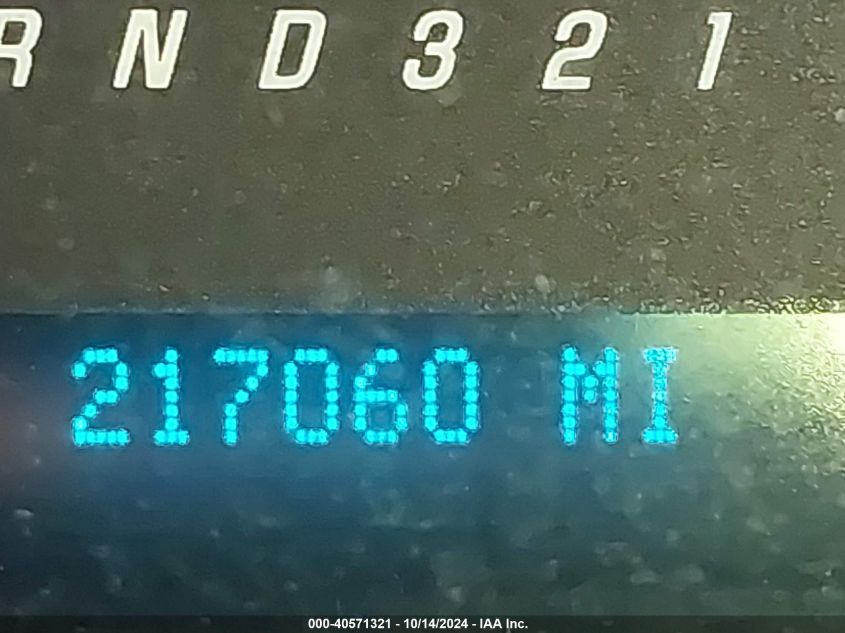 R N D 3 2 1
217060 MI
000-40571321 - 10/14/2024 - IAA Inc.